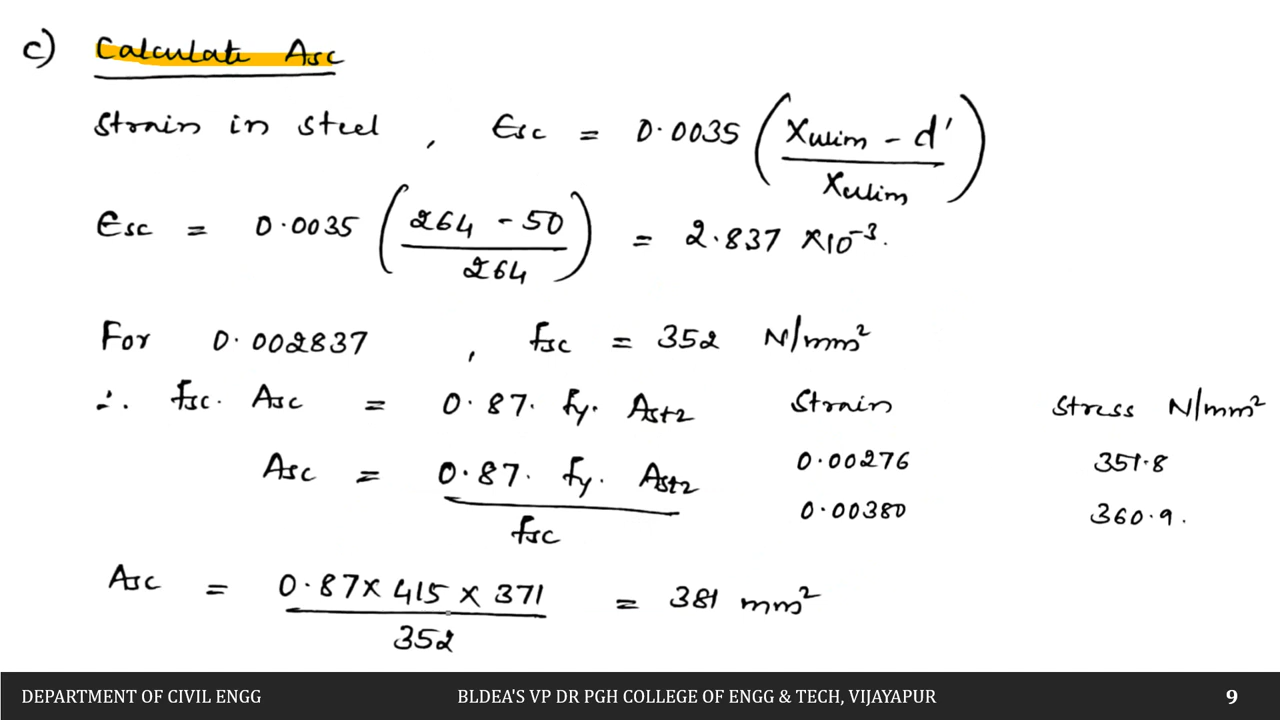 c) Calculate Asc
Strain in steel , Esc = 0.0035 ( (xulim - d') / xulim )
Esc = 0.0035 ( (264 - 50) / 264 ) = 2.837 × 10⁻³.
For 0.002837 , fsc = 352 N/mm²
∴ fsc. Asc = 0.87. fy. Ast2
Asc = (0.87. fy. Ast2) / fsc
Strain Stress N/mm²
0.00276 351.8
0.00380 360.9.
Asc = (0.87 × 415 × 371) / 352 = 381 mm²
DEPARTMENT OF CIVIL ENGG BLDEA'S VP DR PGH COLLEGE OF ENGG & TECH, VIJAYAPUR 9